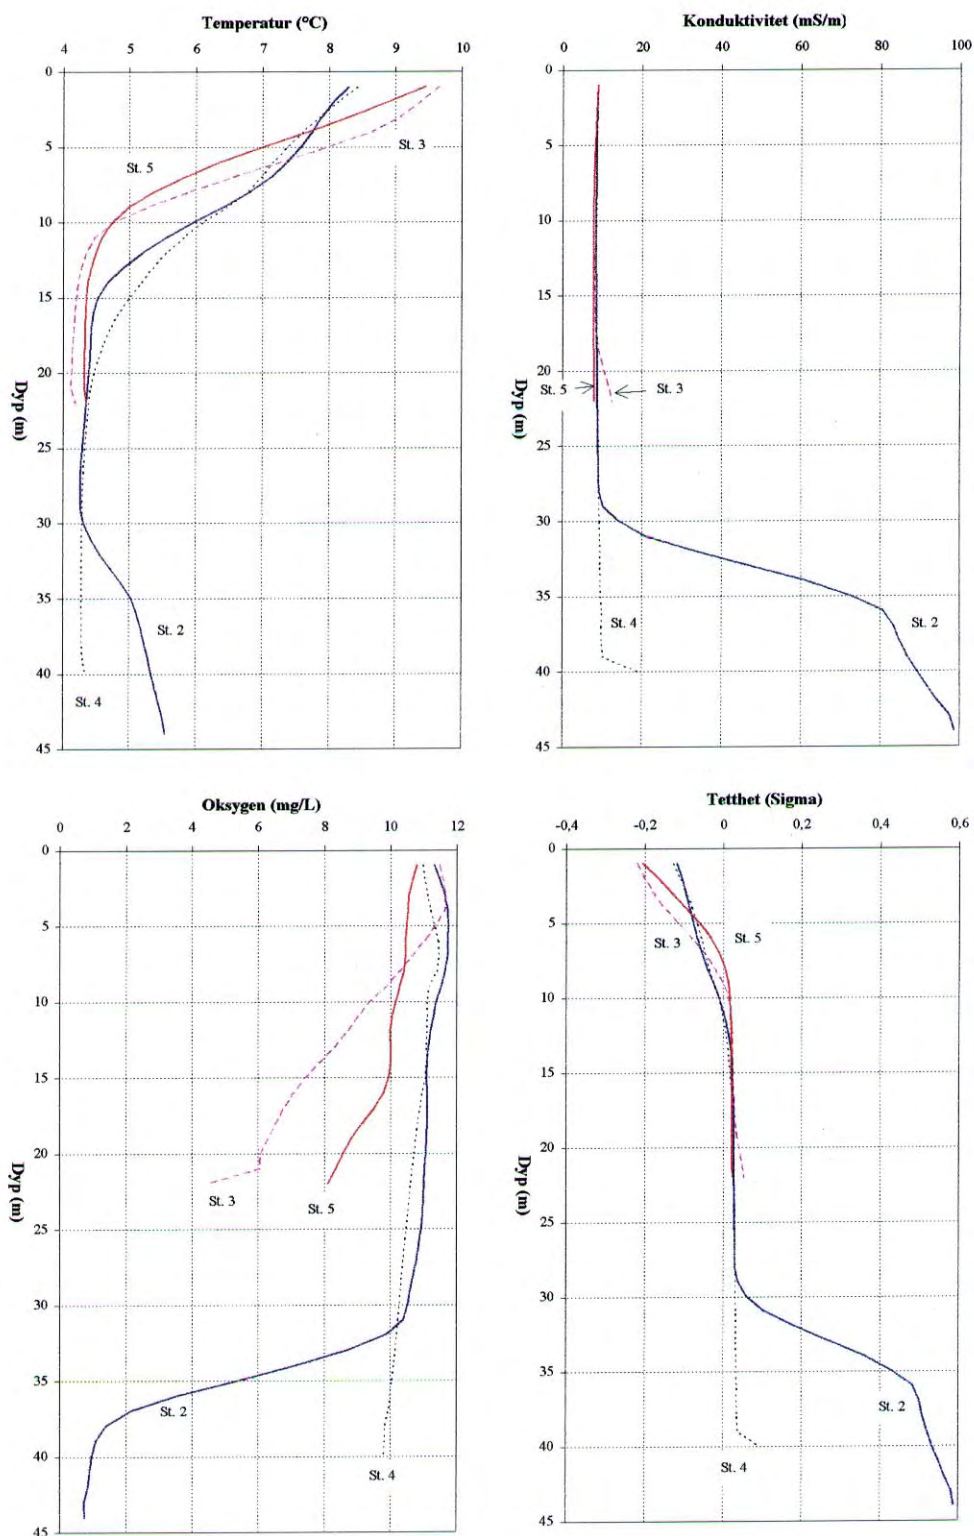 Temperatur (°C)
4 5 6 7 8 9 10
0
5
10
15
20
25
30
35
40
45
Dyp (m)
St. 5
St. 3
St. 2
St. 4
Konduktivitet (mS/m)
0 20 40 60 80 100
0
5
10
15
20
25
30
35
40
45
Dyp (m)
St. 5
St. 3
St. 4
St. 2
Oksygen (mg/L)
0 2 4 6 8 10 12
0
5
10
15
20
25
30
35
40
45
Dyp (m)
St. 3
St. 5
St. 2
St. 4
Tetthet (Sigma)
-0,4 -0,2 0 0,2 0,4 0,6
0
5
10
15
20
25
30
35
40
45
Dyp (m)
St. 3
St. 5
St. 2
St. 4